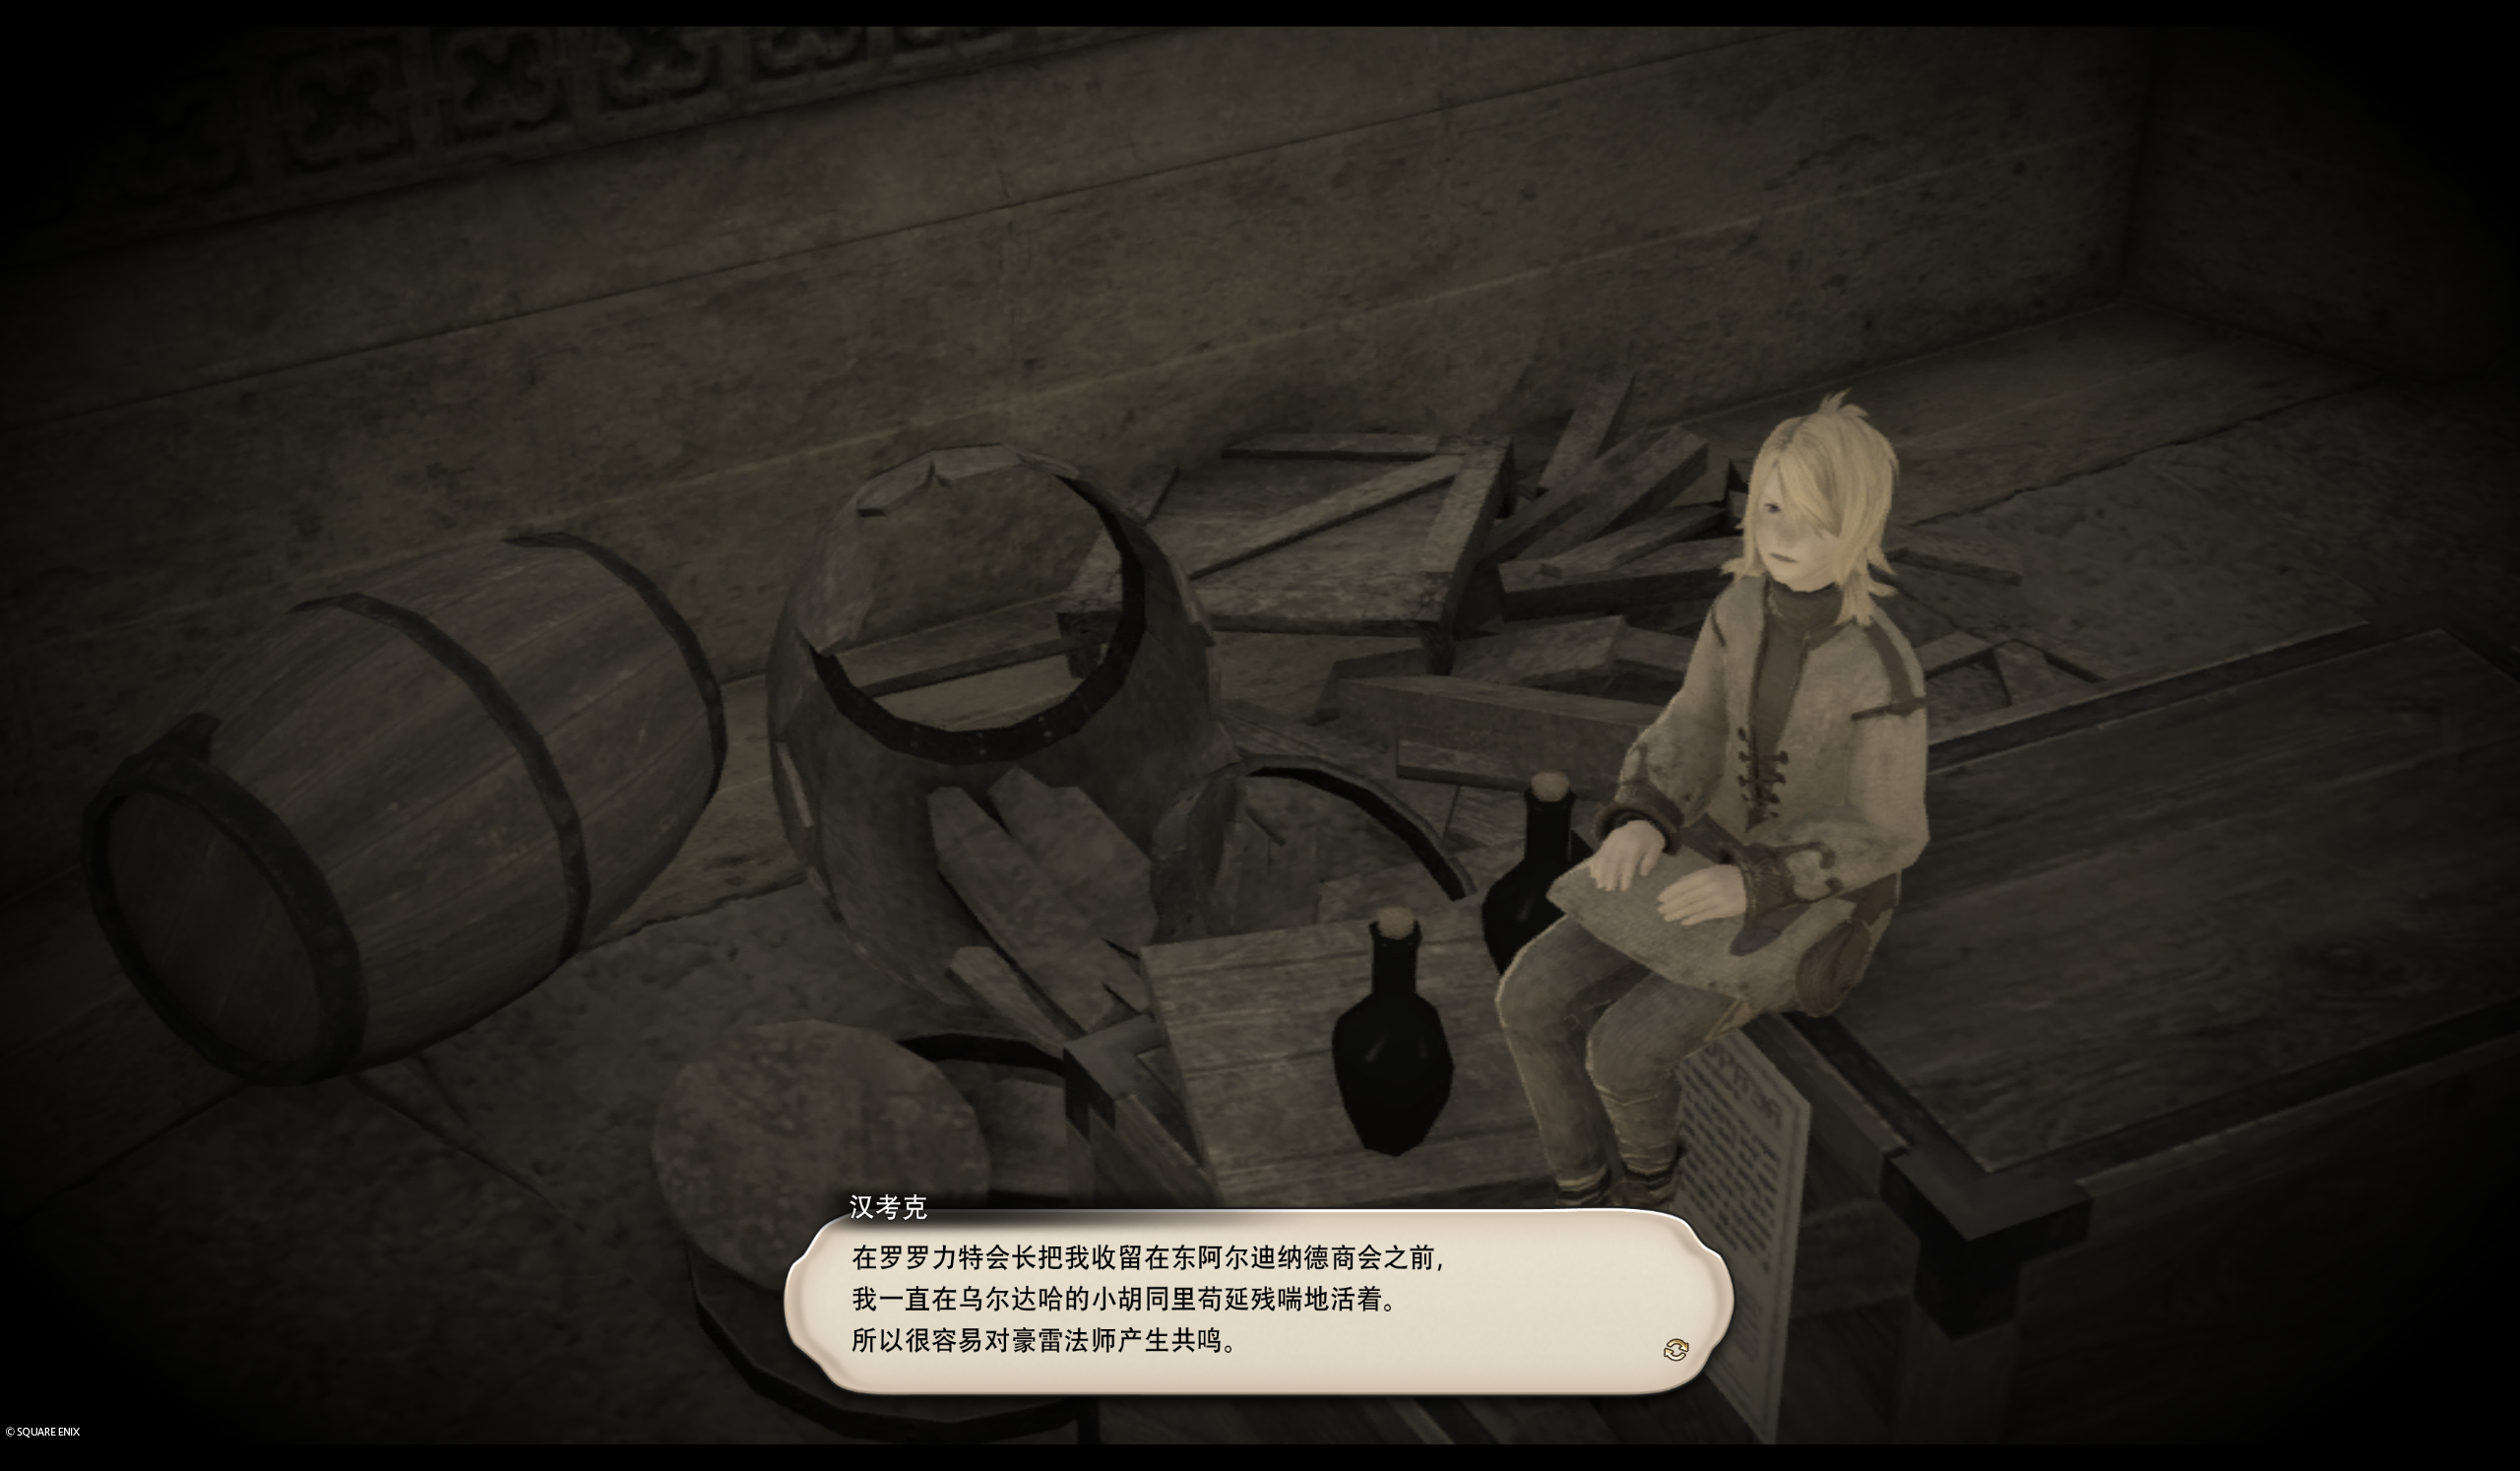 汉考克
在罗罗力特会长把我收留在东阿尔迪纳德商会之前，
我一直在乌尔达哈的小胡同里苟延残喘地活着。
所以很容易对豪雷法师产生共鸣。
© SQUARE ENIX